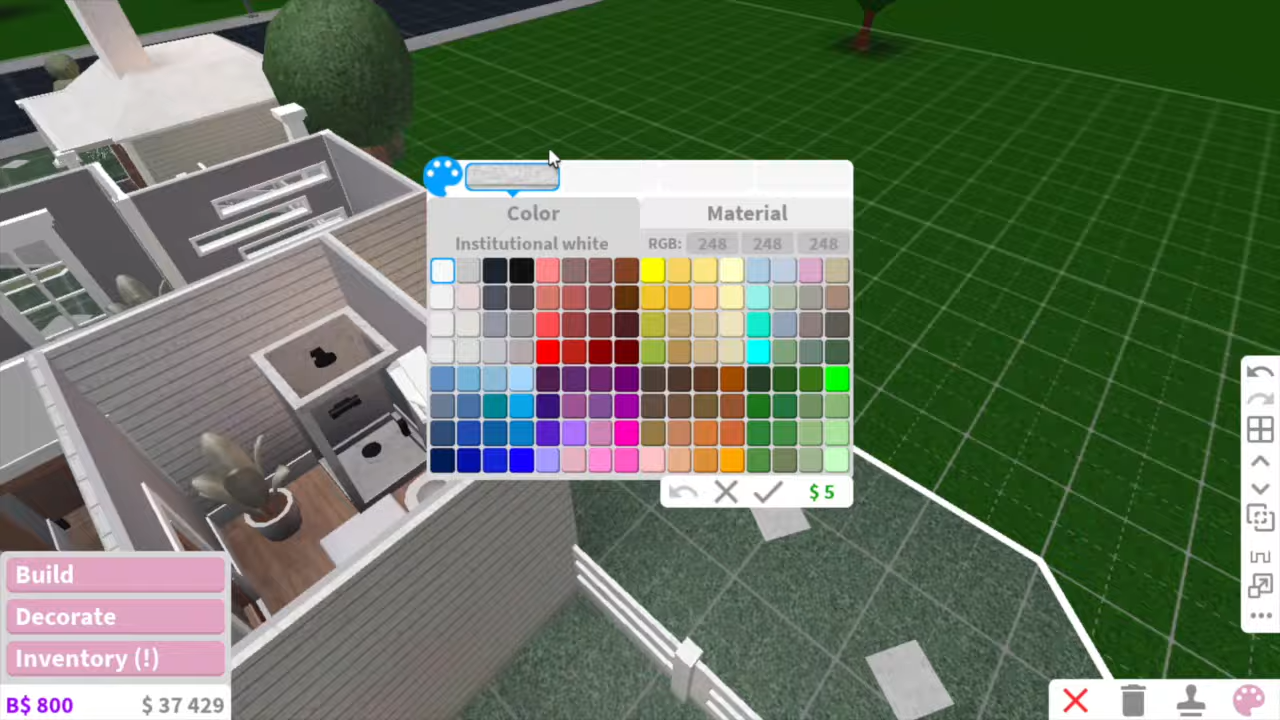 Color
Material
Institutional white
RGB: 248 248 248
$ 5
Build
Decorate
Inventory (!)
B$ 800
$ 37 429